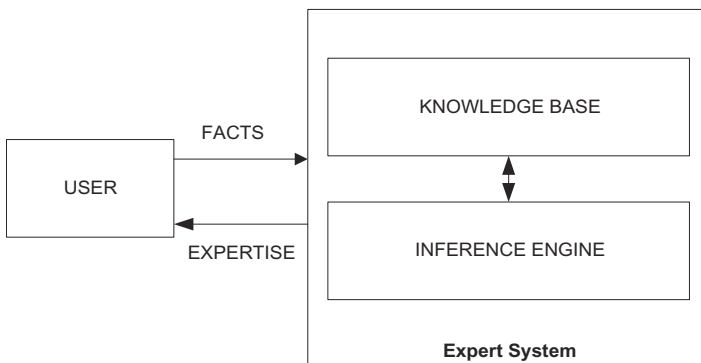 KNOWLEDGE BASE
FACTS
USER
EXPERTISE
INFERENCE ENGINE
Expert System